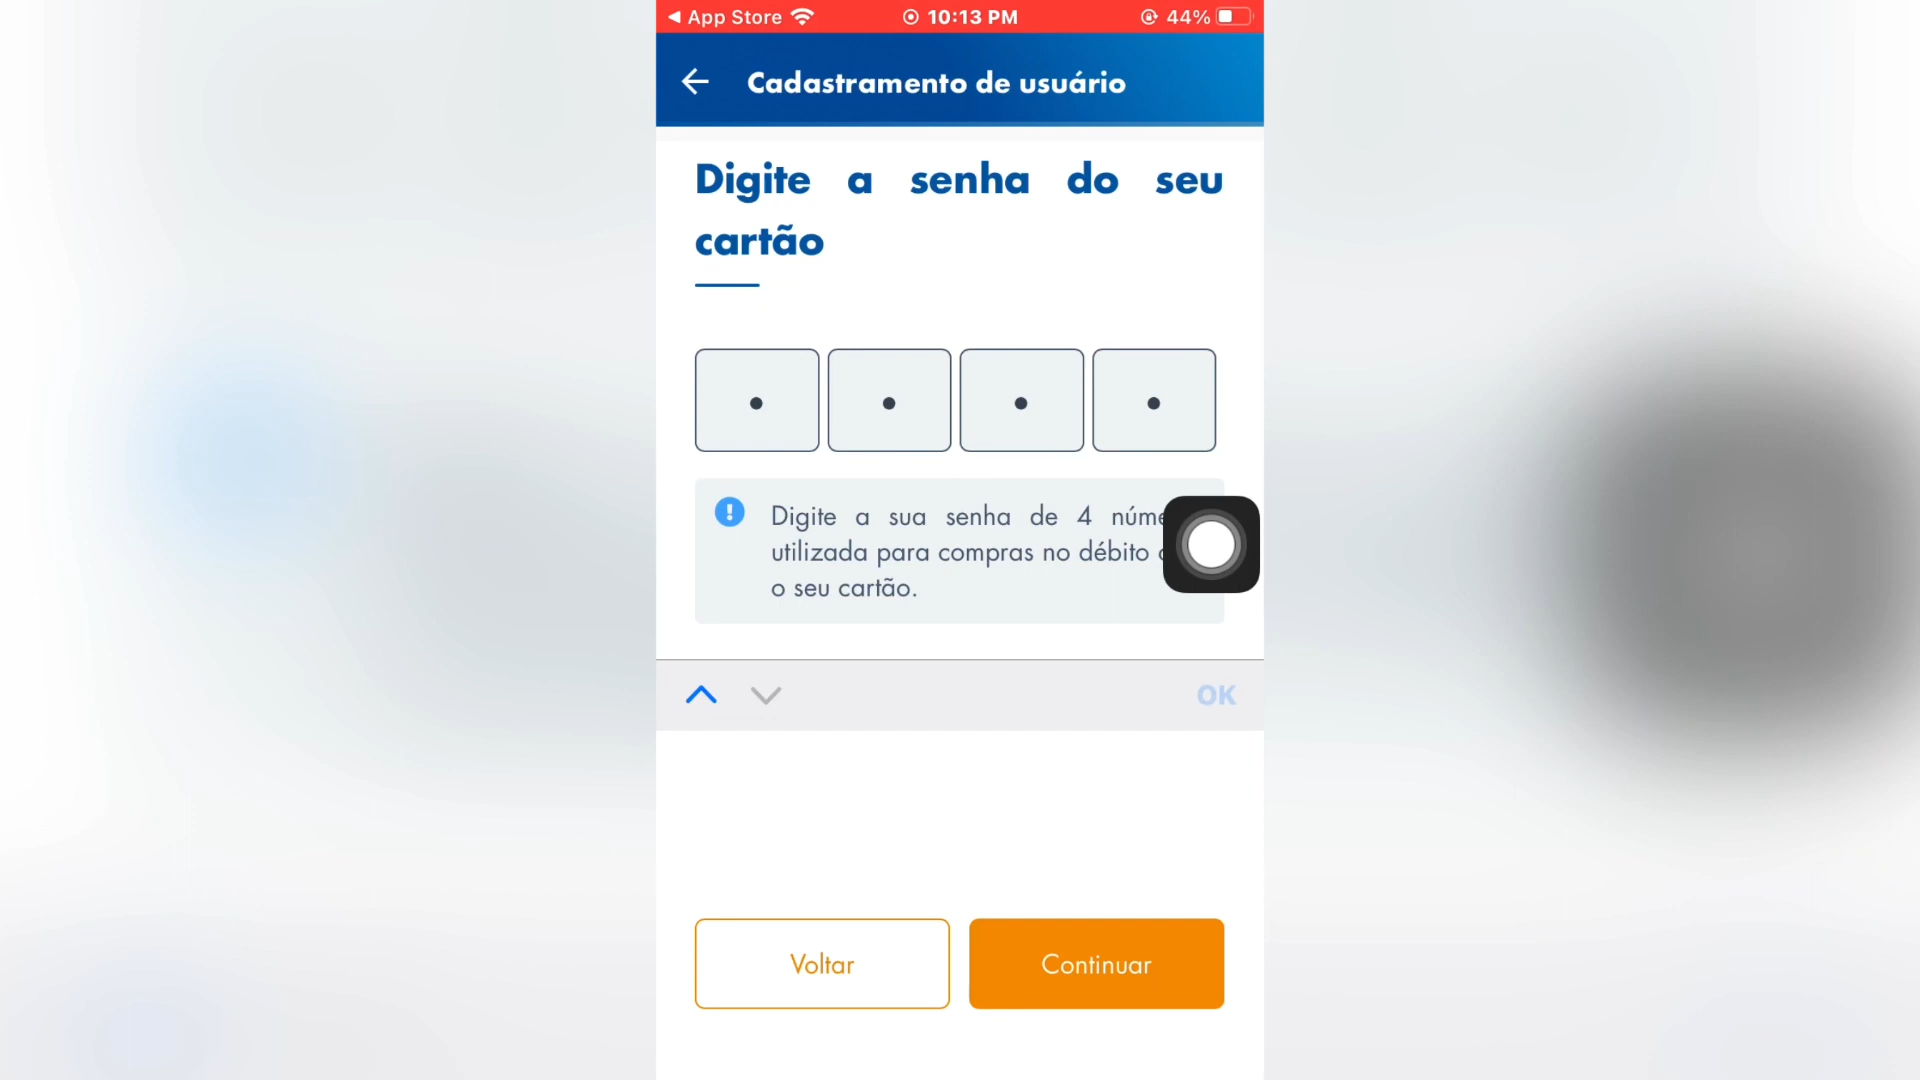 App Store
10:13 PM
44%
Cadastramento de usuário
Digite a senha do seu
cartão
Digite a sua senha de 4
utilizada para compras no débito
o seu cartão.
OK
Voltar
Continuar